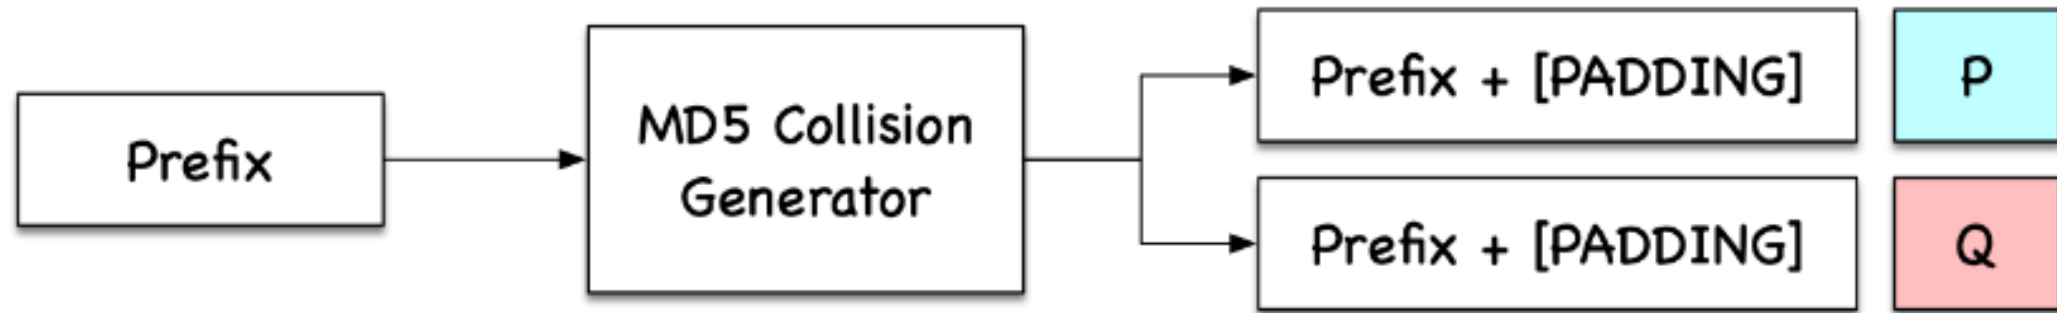 Prefix
MD5 Collision
Generator
Prefix + [PADDING]
P
Prefix + [PADDING]
Q